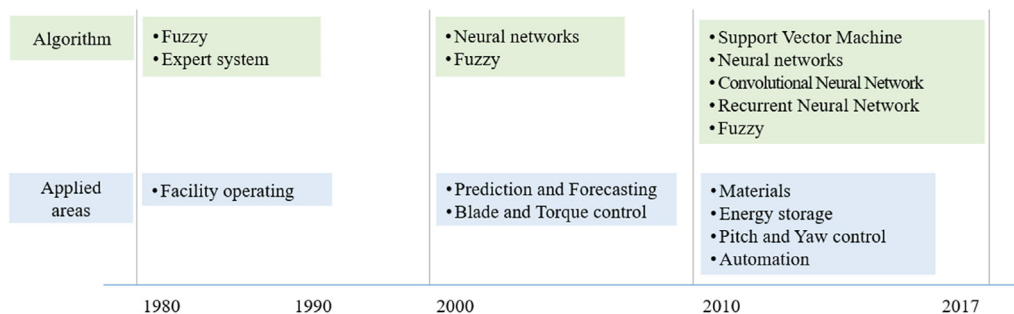 Algorithm
•Fuzzy
•Expert system
•Neural networks
•Fuzzy
•Support Vector Machine
•Neural networks
•Convolutional Neural Network
•Recurrent Neural Network
•Fuzzy
Applied
areas
•Facility operating
•Prediction and Forecasting
•Blade and Torque control
•Materials
•Energy storage
•Pitch and Yaw control
•Automation
1980 1990 2000 2010 2017